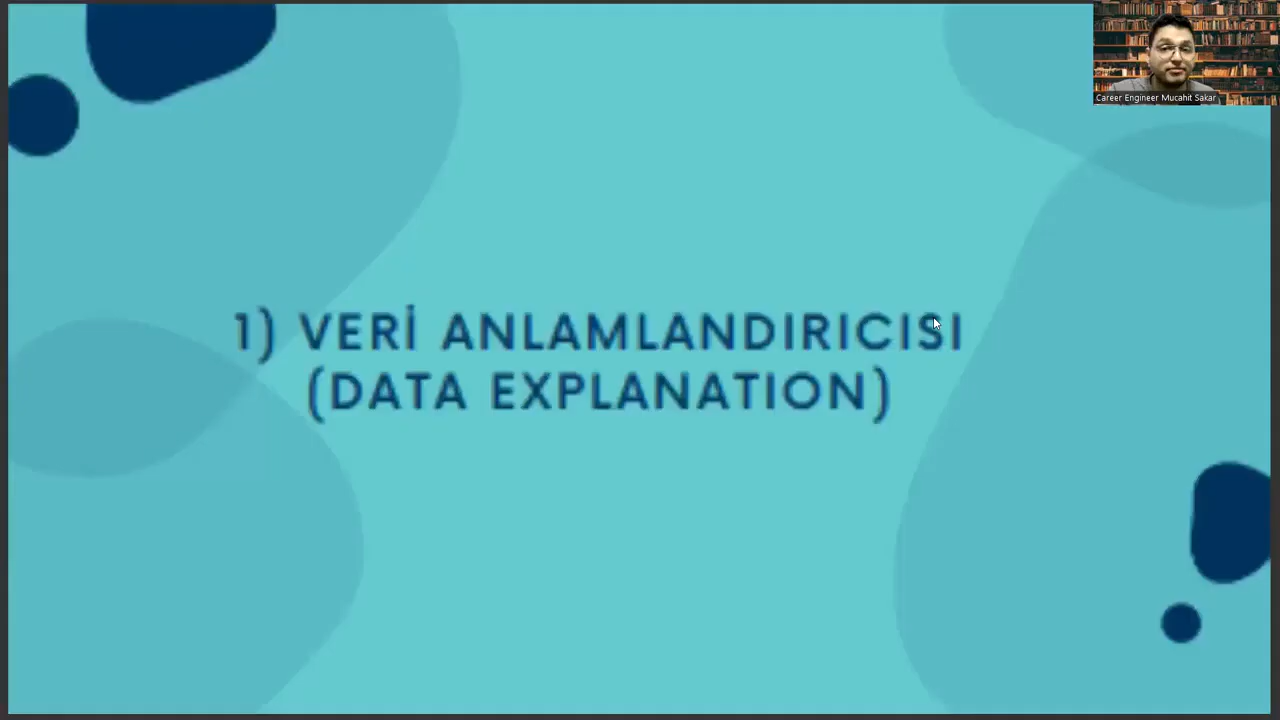 Career Engineer Mucahit Sakar
1) VERİ ANLAMLANDIRICISI
(DATA EXPLANATION)